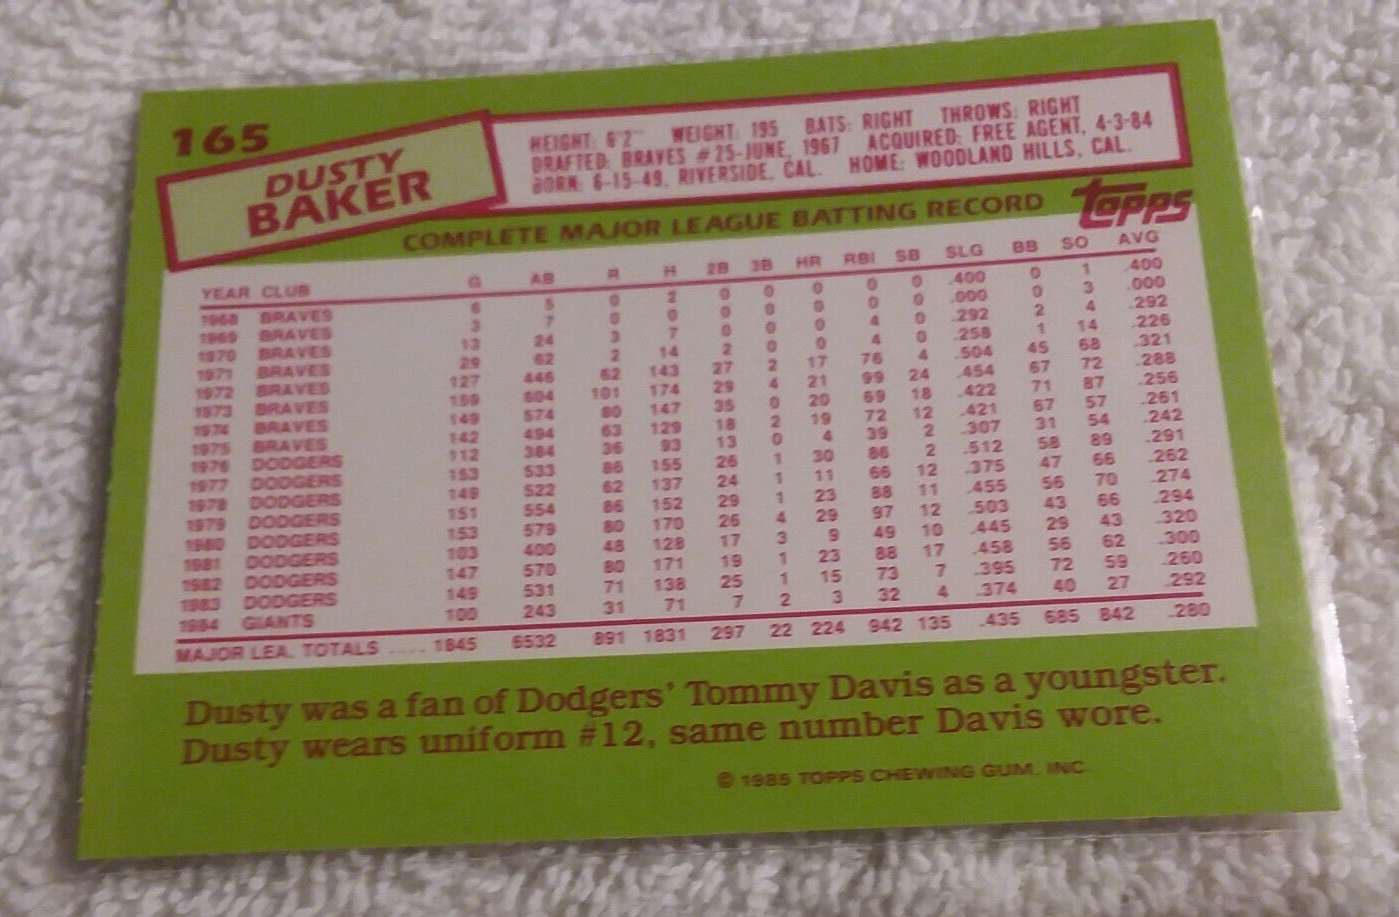 165
DUSTY
BAKER
HEIGHT: 6'2" WEIGHT: 195 BATS: RIGHT THROWS: RIGHT
DRAFTED: BRAVES #25-JUNE, 1967 ACQUIRED: FREE AGENT, 4-3-84
BORN: 6-15-49, RIVERSIDE, CAL. HOME: WOODLAND HILLS, CAL.
COMPLETE MAJOR LEAGUE BATTING RECORD
Topps
YEAR CLUB G AB R H 2B 3B HR RBI SB SLG BB SO AVG
1968 BRAVES 6 5 0 2 0 0 0 0 0 .400 0 1 .400
1969 BRAVES 3 7 0 0 0 0 0 0 0 .000 0 3 .000
1970 BRAVES 13 24 3 7 0 0 0 4 0 .292 2 4 .292
1971 BRAVES 29 62 2 14 2 0 0 4 0 .258 1 14 .226
1972 BRAVES 127 446 62 143 27 2 17 76 4 .504 45 68 .321
1973 BRAVES 159 604 101 174 29 4 21 99 24 .454 67 72 .288
1974 BRAVES 149 574 80 147 35 0 20 69 18 .422 71 87 .256
1975 BRAVES 142 494 63 129 18 2 19 72 12 .421 67 57 .261
1976 DODGERS 112 384 36 93 13 0 4 39 2 .307 31 54 .242
1977 DODGERS 153 533 86 155 26 1 30 86 2 .512 58 89 .291
1978 DODGERS 149 522 62 137 24 1 11 66 12 .375 47 66 .262
1979 DODGERS 151 554 86 152 29 1 23 88 11 .455 56 70 .274
1980 DODGERS 153 579 80 170 26 4 29 97 12 .503 43 66 .294
1981 DODGERS 103 400 48 128 17 3 9 49 10 .445 29 43 .320
1982 DODGERS 147 570 80 171 19 1 23 88 17 .458 56 62 .300
1983 DODGERS 149 531 71 138 25 1 15 73 7 .395 72 59 .260
1984 GIANTS 100 243 31 71 7 2 3 32 4 .374 40 27 .292
MAJOR LEA. TOTALS .... 1845 6532 891 1831 297 22 224 942 135 .435 685 842 .280
Dusty was a fan of Dodgers' Tommy Davis as a youngster.
Dusty wears uniform #12, same number Davis wore.
© 1985 TOPPS CHEWING GUM, INC.